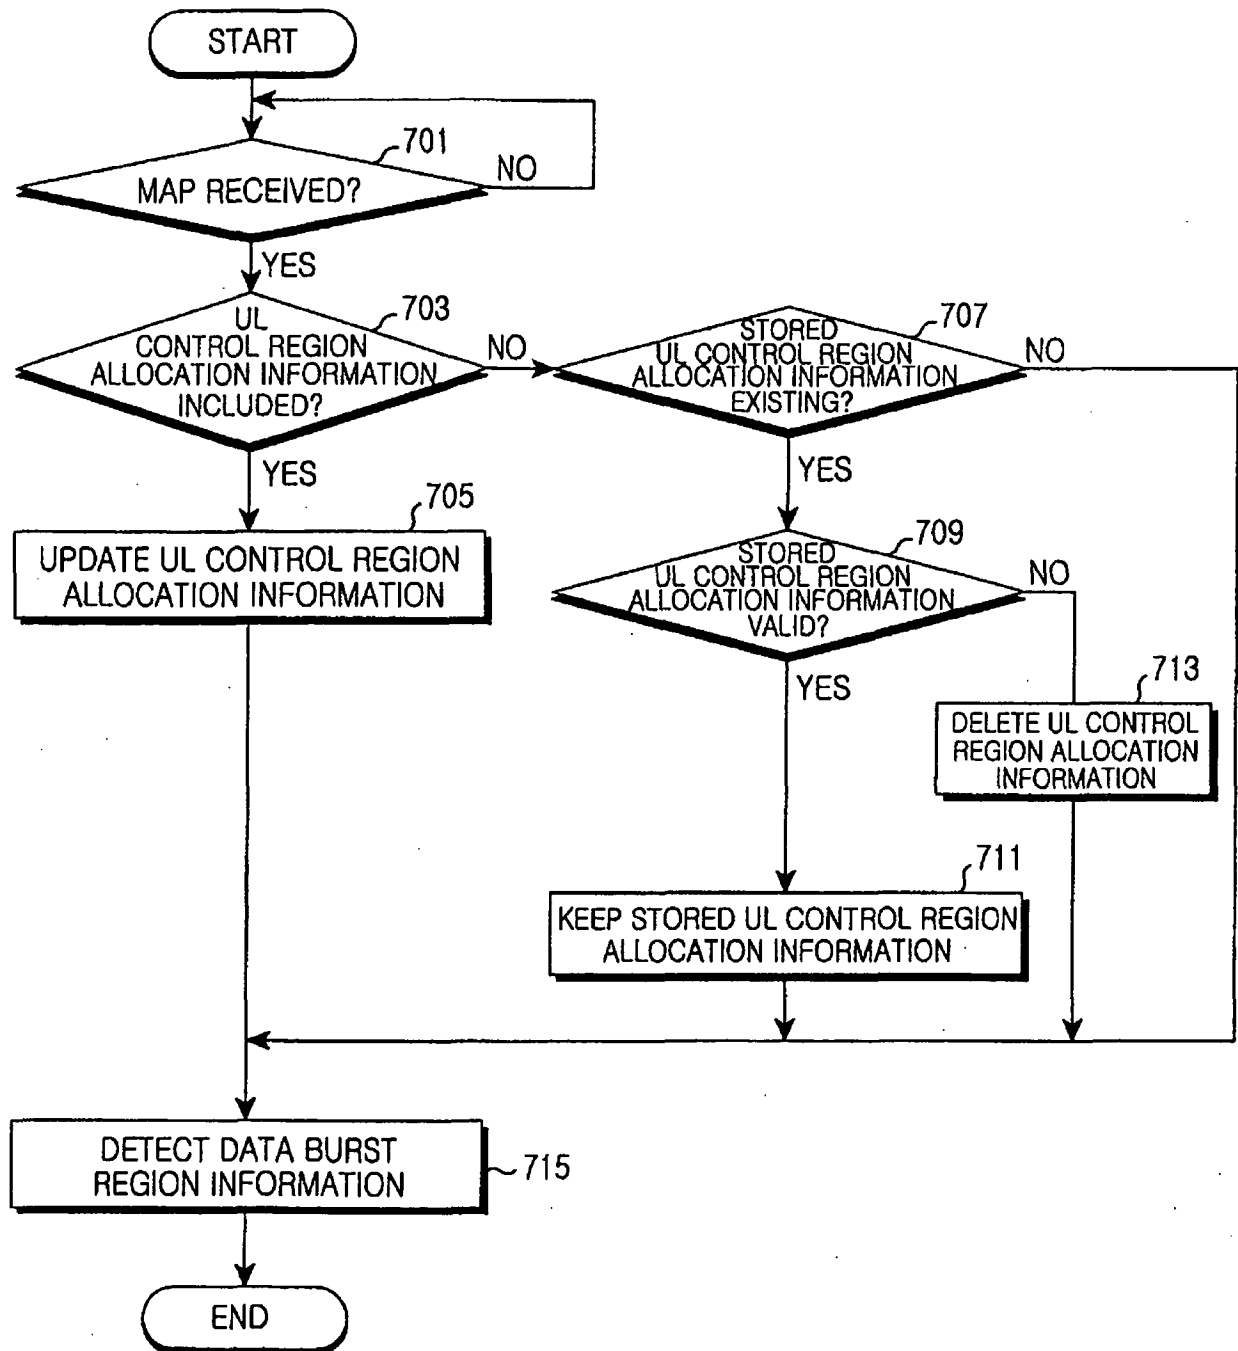 START
701
MAP RECEIVED?
NO
YES
703
UL
CONTROL REGION
ALLOCATION INFORMATION
INCLUDED?
NO
YES
707
STORED
UL CONTROL REGION
ALLOCATION INFORMATION
EXISTING?
NO
YES
705
UPDATE UL CONTROL REGION
ALLOCATION INFORMATION
709
STORED
UL CONTROL REGION
ALLOCATION INFORMATION
VALID?
NO
YES
713
DELETE UL CONTROL
REGION ALLOCATION
INFORMATION
711
KEEP STORED UL CONTROL REGION
ALLOCATION INFORMATION
DETECT DATA BURST
REGION INFORMATION
715
END